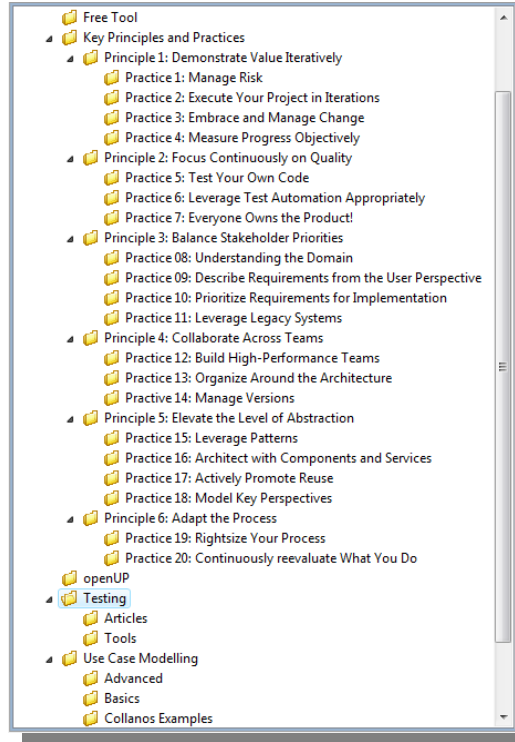 Free Tool
Key Principles and Practices
Principle 1: Demonstrate Value Iteratively
Practice 1: Manage Risk
Practice 2: Execute Your Project in Iterations
Practice 3: Embrace and Manage Change
Practice 4: Measure Progress Objectively
Principle 2: Focus Continuously on Quality
Practice 5: Test Your Own Code
Practice 6: Leverage Test Automation Appropriately
Practice 7: Everyone Owns the Product!
Principle 3: Balance Stakeholder Priorities
Practice 08: Understanding the Domain
Practice 09: Describe Requirements from the User Perspective
Practice 10: Prioritize Requirements for Implementation
Practice 11: Leverage Legacy Systems
Principle 4: Collaborate Across Teams
Practice 12: Build High-Performance Teams
Practice 13: Organize Around the Architecture
Practive 14: Manage Versions
Principle 5: Elevate the Level of Abstraction
Practice 15: Leverage Patterns
Practice 16: Architect with Components and Services
Practice 17: Actively Promote Reuse
Practice 18: Model Key Perspectives
Principle 6: Adapt the Process
Practice 19: Rightsize Your Process
Practice 20: Continuously reevaluate What You Do
openUP
Testing
Articles
Tools
Use Case Modelling
Advanced
Basics
Collanos Examples